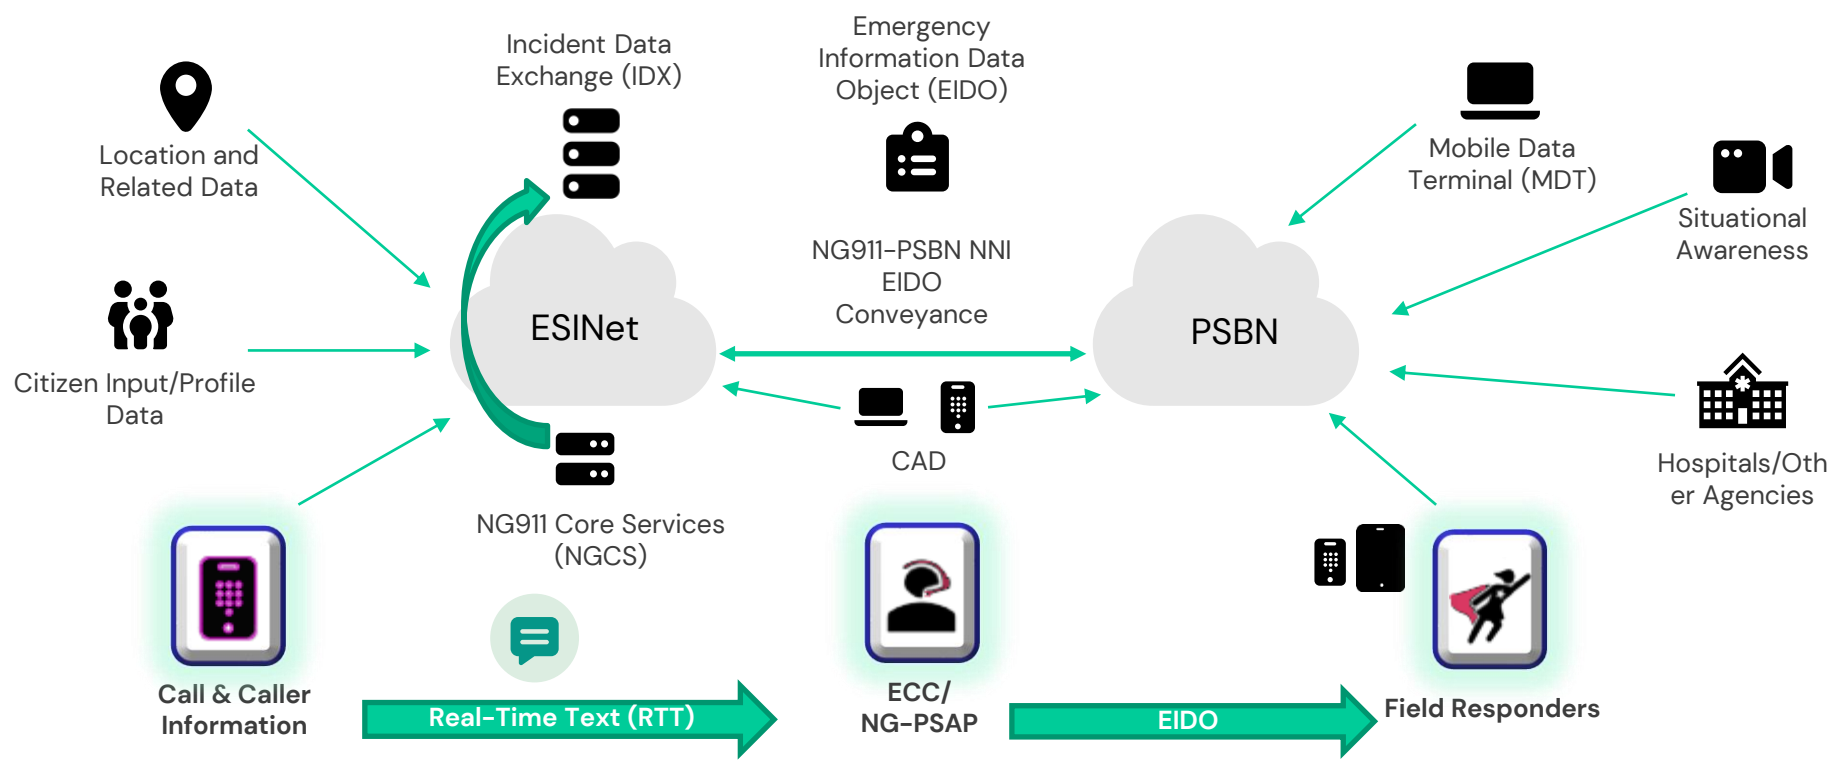 Incident Data
Exchange (IDX)
Emergency
Information Data
Object (EIDO)
Location and
Related Data
Mobile Data
Terminal (MDT)
Situational
Awareness
NG911-PSBN NNI
EIDO
Conveyance
ESINet
PSBN
Citizen Input/Profile
Data
CAD
Hospitals/Oth
er Agencies
NG911 Core Services
(NGCS)
Call & Caller
Information
Real-Time Text (RTT)
ECC/
NG-PSAP
EIDO
Field Responders